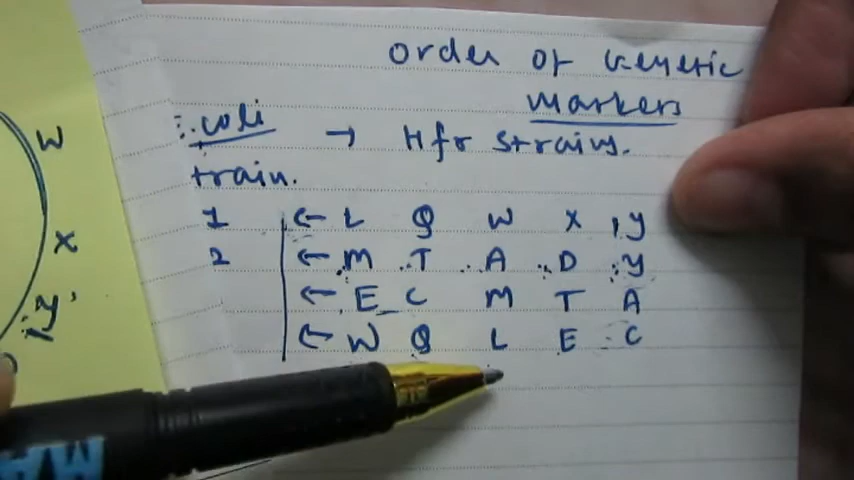 Order of Genetic
Markers
E. coli → Hfr strains.
train.
1 ← L Q W X Y
2 ← M T A D Y
← E C M T A
← W Q L E C
W
X
Y